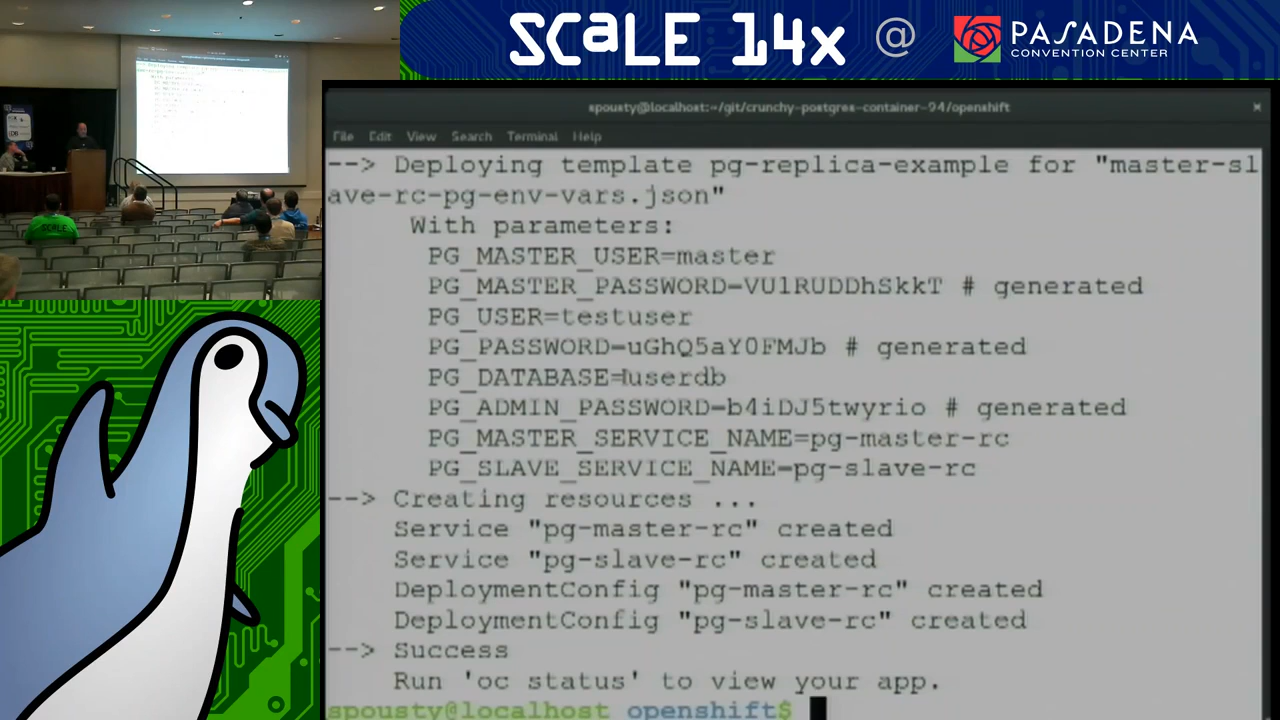 SCALE 14x @ PASADENA
CONVENTION CENTER
spousty@localhost:~/git/crunchy-postgres-container-94/openshift
File Edit View Search Terminal Help
--> Deploying template pg-replica-example for "master-sl
ave-rc-pg-env-vars.json"
With parameters:
PG_MASTER_USER=master
PG_MASTER_PASSWORD=VU1RUDDhSkkT # generated
PG_USER=testuser
PG_PASSWORD=uGhQ5aY0FMJb # generated
PG_DATABASE=userdb
PG_ADMIN_PASSWORD=b4iDJ5twyrio # generated
PG_MASTER_SERVICE_NAME=pg-master-rc
PG_SLAVE_SERVICE_NAME=pg-slave-rc
--> Creating resources ...
Service "pg-master-rc" created
Service "pg-slave-rc" created
DeploymentConfig "pg-master-rc" created
DeploymentConfig "pg-slave-rc" created
--> Success
Run 'oc status' to view your app.
spousty@localhost openshift$
SCALE